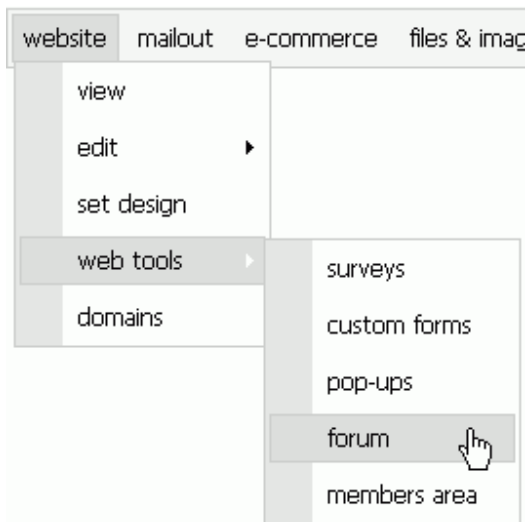 website mailout e-commerce files & imag
view
edit
set design
web tools
domains
surveys
custom forms
pop-ups
forum
members area